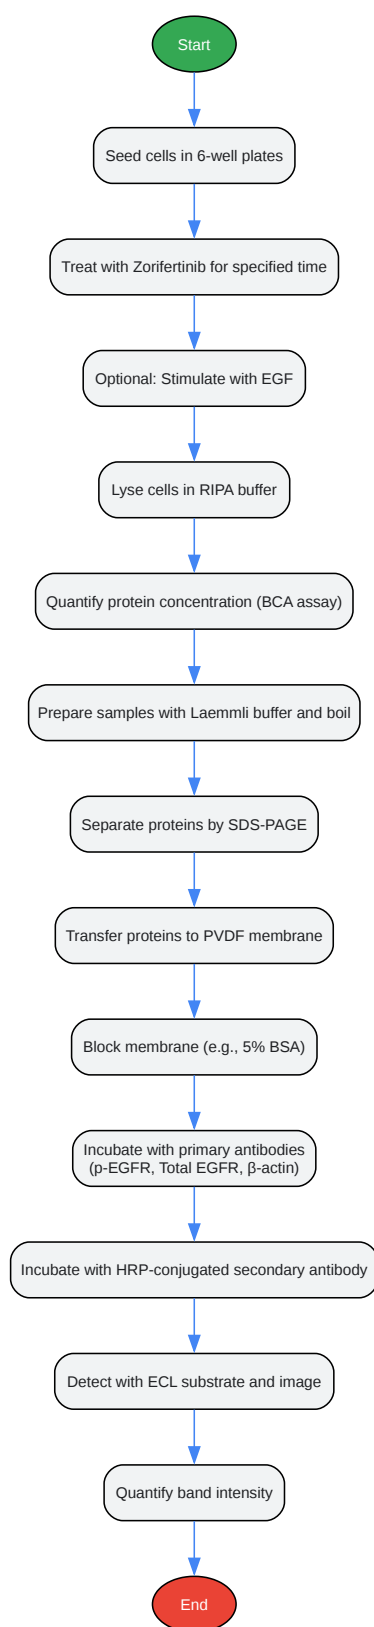 Start
Seed cells in 6-well plates
Treat with Zorifertinib for specified time
Optional: Stimulate with EGF
Lyse cells in RIPA buffer
Quantify protein concentration (BCA assay)
Prepare samples with Laemmli buffer and boil
Separate proteins by SDS-PAGE
Transfer proteins to PVDF membrane
Block membrane (e.g., 5% BSA)
Incubate with primary antibodies
(p-EGFR, Total EGFR, β-actin)
Incubate with HRP-conjugated secondary antibody
Detect with ECL substrate and image
Quantify band intensity
End